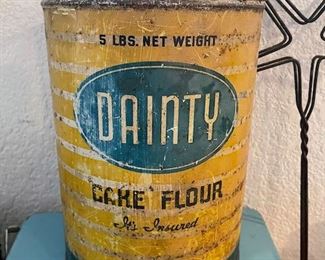 5 LBS. NET WEIGHT
DAINTY
CAKE FLOUR
It's Insured